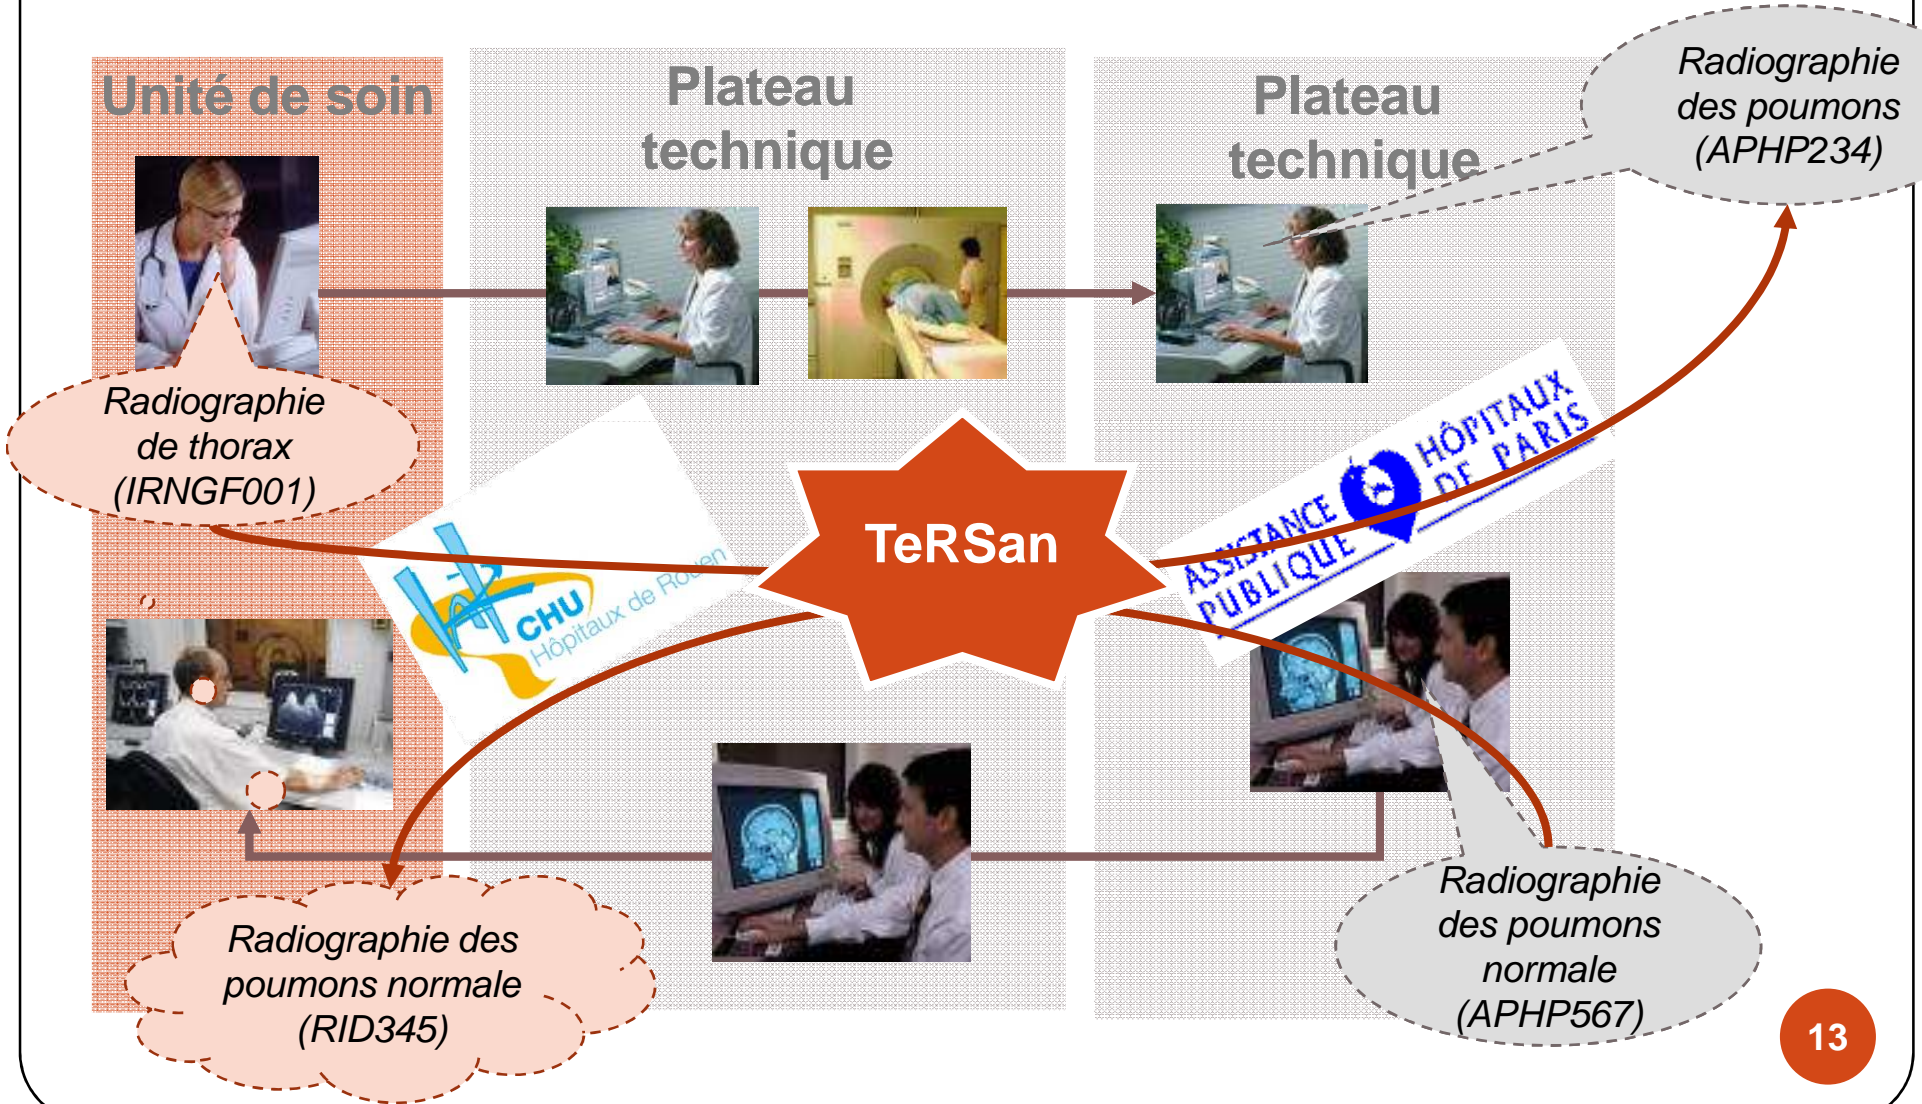 Unité de soin
Plateau
technique
Plateau
technique
Radiographie
des poumons
(APHP234)
Radiographie
de thorax
(IRNGF001)
CHU
Hôpitaux de Rouen
TeRSan
ASSISTANCE
PUBLIQUE
HÔPITAUX
DE PARIS
Radiographie des
poumons normale
(RID345)
Radiographie
des poumons
normale
(APHP567)
13